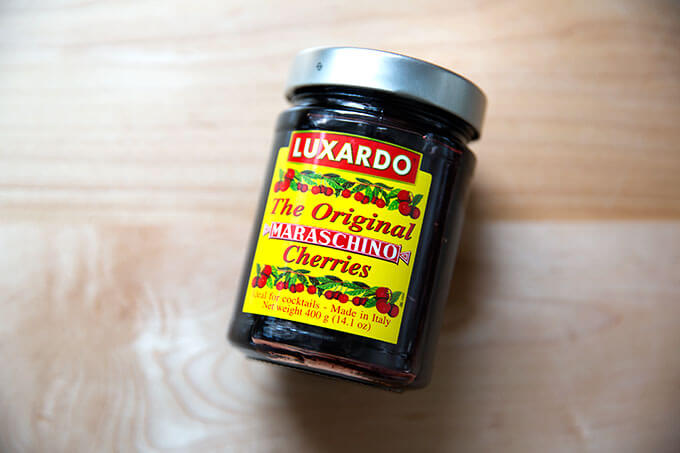 LUXARDO
The Original
MARASCHINO
Cherries
ideal for cocktails - Made in Italy
Net weight 400 g (14.1 oz)